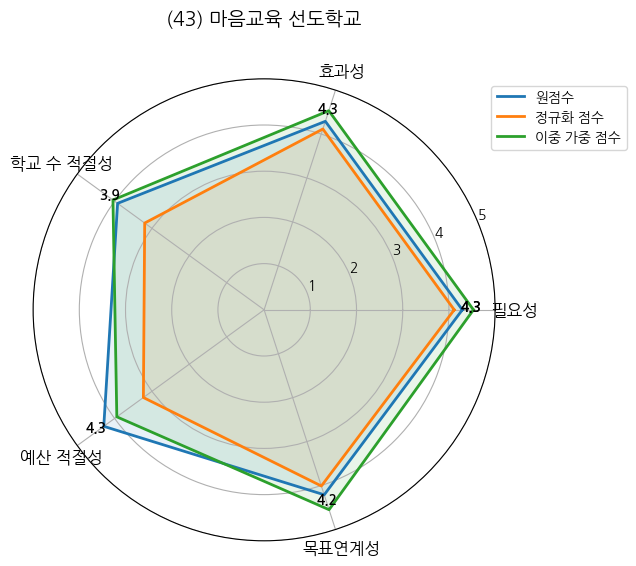 (43) 마음교육 선도학교
원점수
정규화 점수
이중 가중 점수
효과성
4.3
학교 수 적절성
3.9
5
4
3
2
1
4.3
필요성
4.3
예산 적절성
4.2
목표연계성